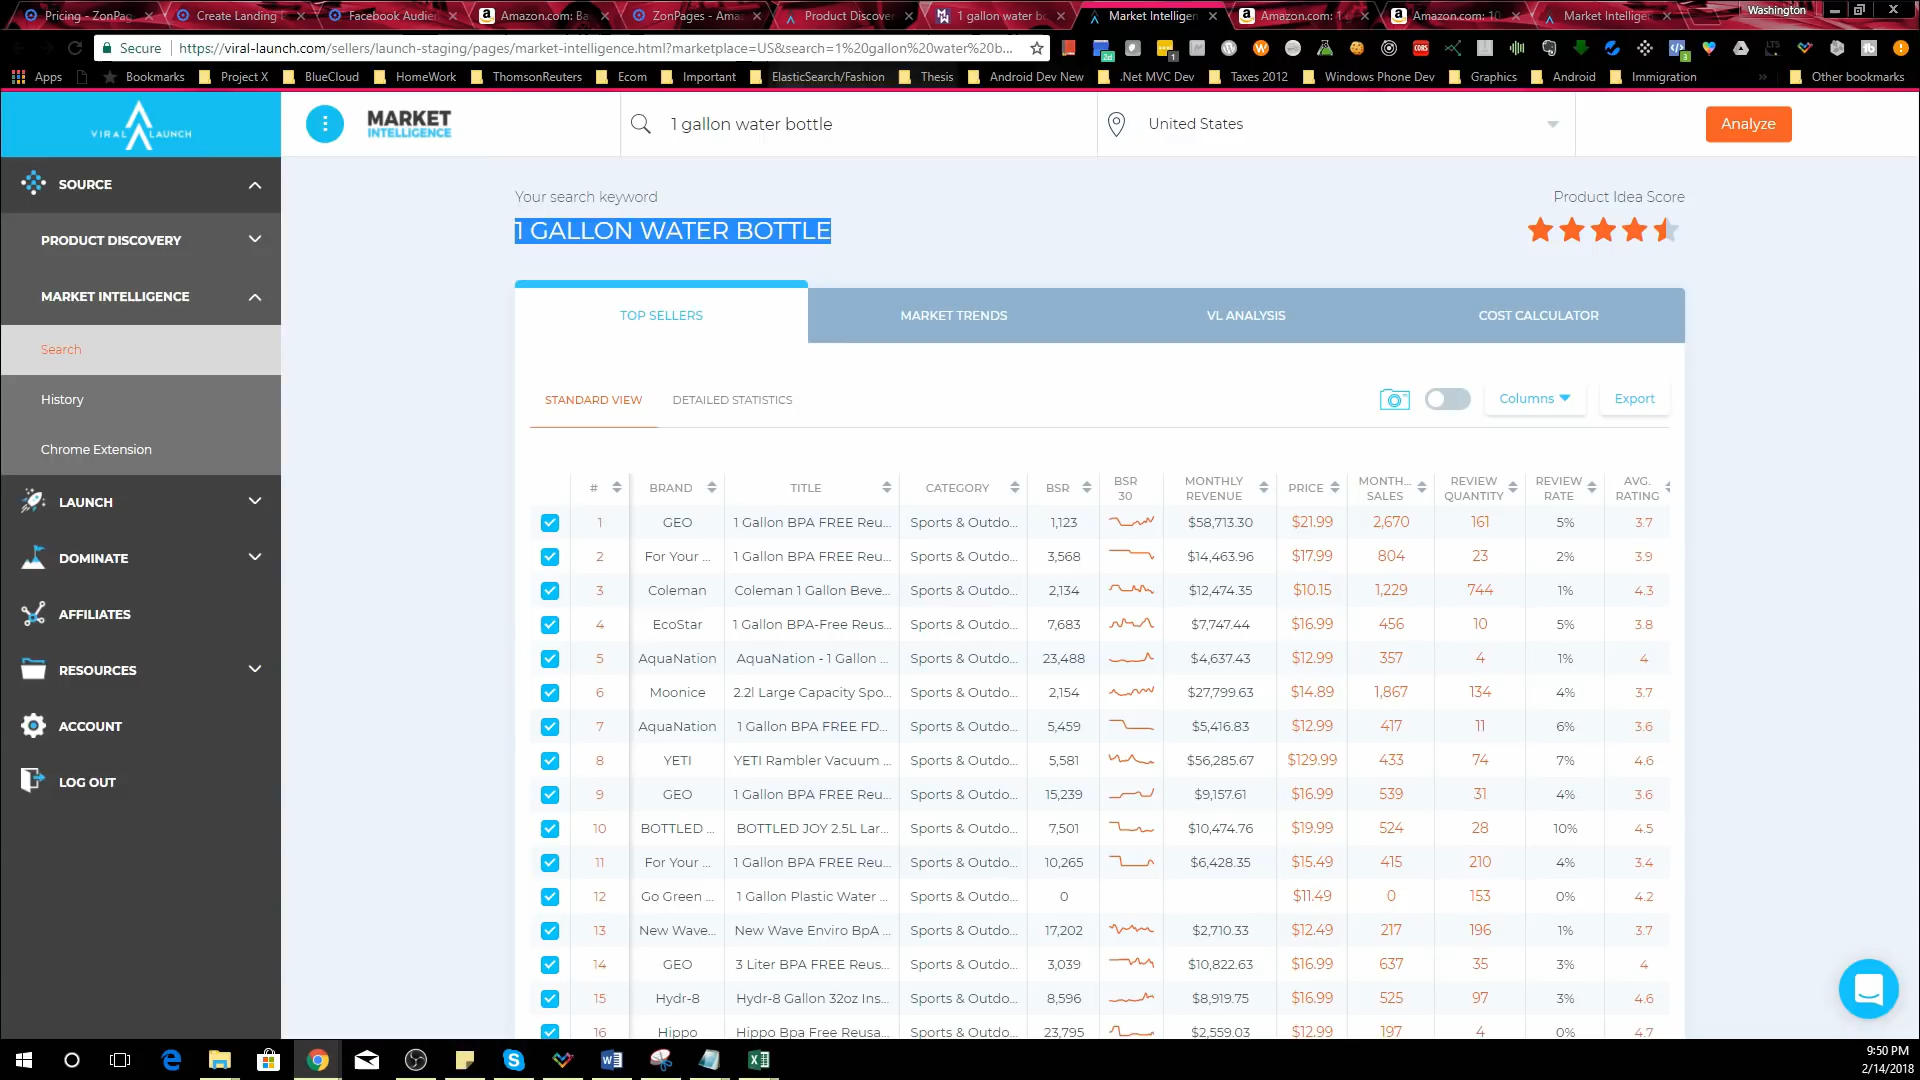 Pricing - ZonPag
Create Landing
Facebook Audien
Amazon.com: Ba
ZonPages - Ama
Product Discover
1 gallon water bo
Market Intelligen
Amazon.com: 1
Amazon.com: 10
Market Intelligen
Washington
Secure
https://viral-launch.com/sellers/launch-staging/pages/market-intelligence.html?marketplace=US&search=1%20gallon%20water%20b...
Apps Bookmarks Project X BlueCloud HomeWork ThomsonReuters Ecom Important ElasticSearch/Fashion Thesis Android Dev New .Net MVC Dev Taxes 2012 Windows Phone Dev Graphics Android Immigration » Other bookmarks
VIRAL LAUNCH
MARKET
INTELLIGENCE
1 gallon water bottle
United States
Analyze
SOURCE
PRODUCT DISCOVERY
MARKET INTELLIGENCE
Search
History
Chrome Extension
LAUNCH
DOMINATE
AFFILIATES
RESOURCES
ACCOUNT
LOG OUT
Your search keyword
1 GALLON WATER BOTTLE
Product Idea Score
TOP SELLERS MARKET TRENDS VL ANALYSIS COST CALCULATOR
STANDARD VIEW DETAILED STATISTICS Columns Export
# BRAND TITLE CATEGORY BSR BSR 30 MONTHLY REVENUE PRICE MONTH... SALES REVIEW QUANTITY REVIEW RATE AVG. RATING
1 GEO 1 Gallon BPA FREE Reu... Sports & Outdo... 1,123 $58,713.30 $21.99 2,670 161 5% 3.7
2 For Your ... 1 Gallon BPA FREE Reu... Sports & Outdo... 3,568 $14,463.96 $17.99 804 23 2% 3.9
3 Coleman Coleman 1 Gallon Beve... Sports & Outdo... 2,134 $12,474.35 $10.15 1,229 744 1% 4.3
4 EcoStar 1 Gallon BPA-Free Reus... Sports & Outdo... 7,683 $7,747.44 $16.99 456 10 5% 3.8
5 AquaNation AquaNation - 1 Gallon ... Sports & Outdo... 23,488 $4,637.43 $12.99 357 4 1% 4
6 Moonice 2.2l Large Capacity Spo... Sports & Outdo... 2,154 $27,799.63 $14.89 1,867 134 4% 3.7
7 AquaNation 1 Gallon BPA FREE FD... Sports & Outdo... 5,459 $5,416.83 $12.99 417 11 6% 3.6
8 YETI YETI Rambler Vacuum ... Sports & Outdo... 5,581 $56,285.67 $129.99 433 74 7% 4.6
9 GEO 1 Gallon BPA FREE Reu... Sports & Outdo... 15,239 $9,157.61 $16.99 539 31 4% 3.6
10 BOTTLED ... BOTTLED JOY 2.5L Lar... Sports & Outdo... 7,501 $10,474.76 $19.99 524 28 10% 4.5
11 For Your ... 1 Gallon BPA FREE Reu... Sports & Outdo... 10,265 $6,428.35 $15.49 415 210 4% 3.4
12 Go Green ... 1 Gallon Plastic Water ... Sports & Outdo... 0 $11.49 0 153 0% 4.2
13 New Wave... New Wave Enviro BpA ... Sports & Outdo... 17,202 $2,710.33 $12.49 217 196 1% 3.7
14 GEO 3 Liter BPA FREE Reus... Sports & Outdo... 3,039 $10,822.63 $16.99 637 35 3% 4
15 Hydr-8 Hydr-8 Gallon 32oz Ins... Sports & Outdo... 8,596 $8,919.75 $16.99 525 97 3% 4.6
16 Hippo Hippo Bpa Free Reusa... Sports & Outdo... 23,795 $2,559.03 $12.99 197 4 0% 4.7
9:50 PM
2/14/2018